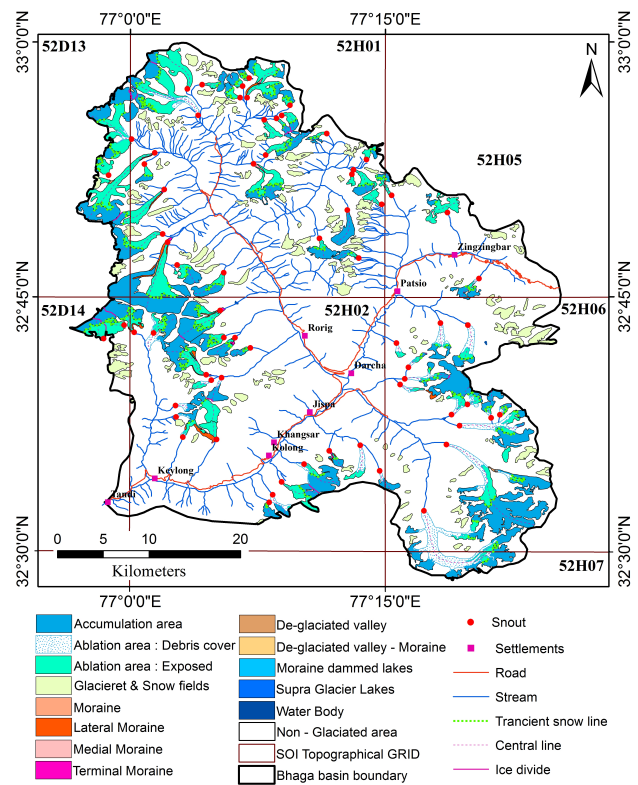 77°0'0"E 77°15'0"E
33°0'0"N 33°0'0"N
52D13 52H01
N
52H05
Zingzingbar
Patsio
32°45'0"N 32°45'0"N
52D14 52H02 52H06
Rorig
Darcha
Jispa
Khangsar
Kolong
Keylong
Tandi
32°30'0"N 32°30'0"N
0 5 10 20
Kilometers
52H07
77°0'0"E 77°15'0"E
Accumulation area
Ablation area : Debris cover
Ablation area : Exposed
Glacieret & Snow fields
Moraine
Lateral Moraine
Medial Moraine
Terminal Moraine
De-glaciated valley
De-glaciated valley - Moraine
Moraine dammed lakes
Supra Glacier Lakes
Water Body
Non - Glaciated area
SOI Topographical GRID
Bhaga basin boundary
Snout
Settlements
Road
Stream
Trancient snow line
Central line
Ice divide